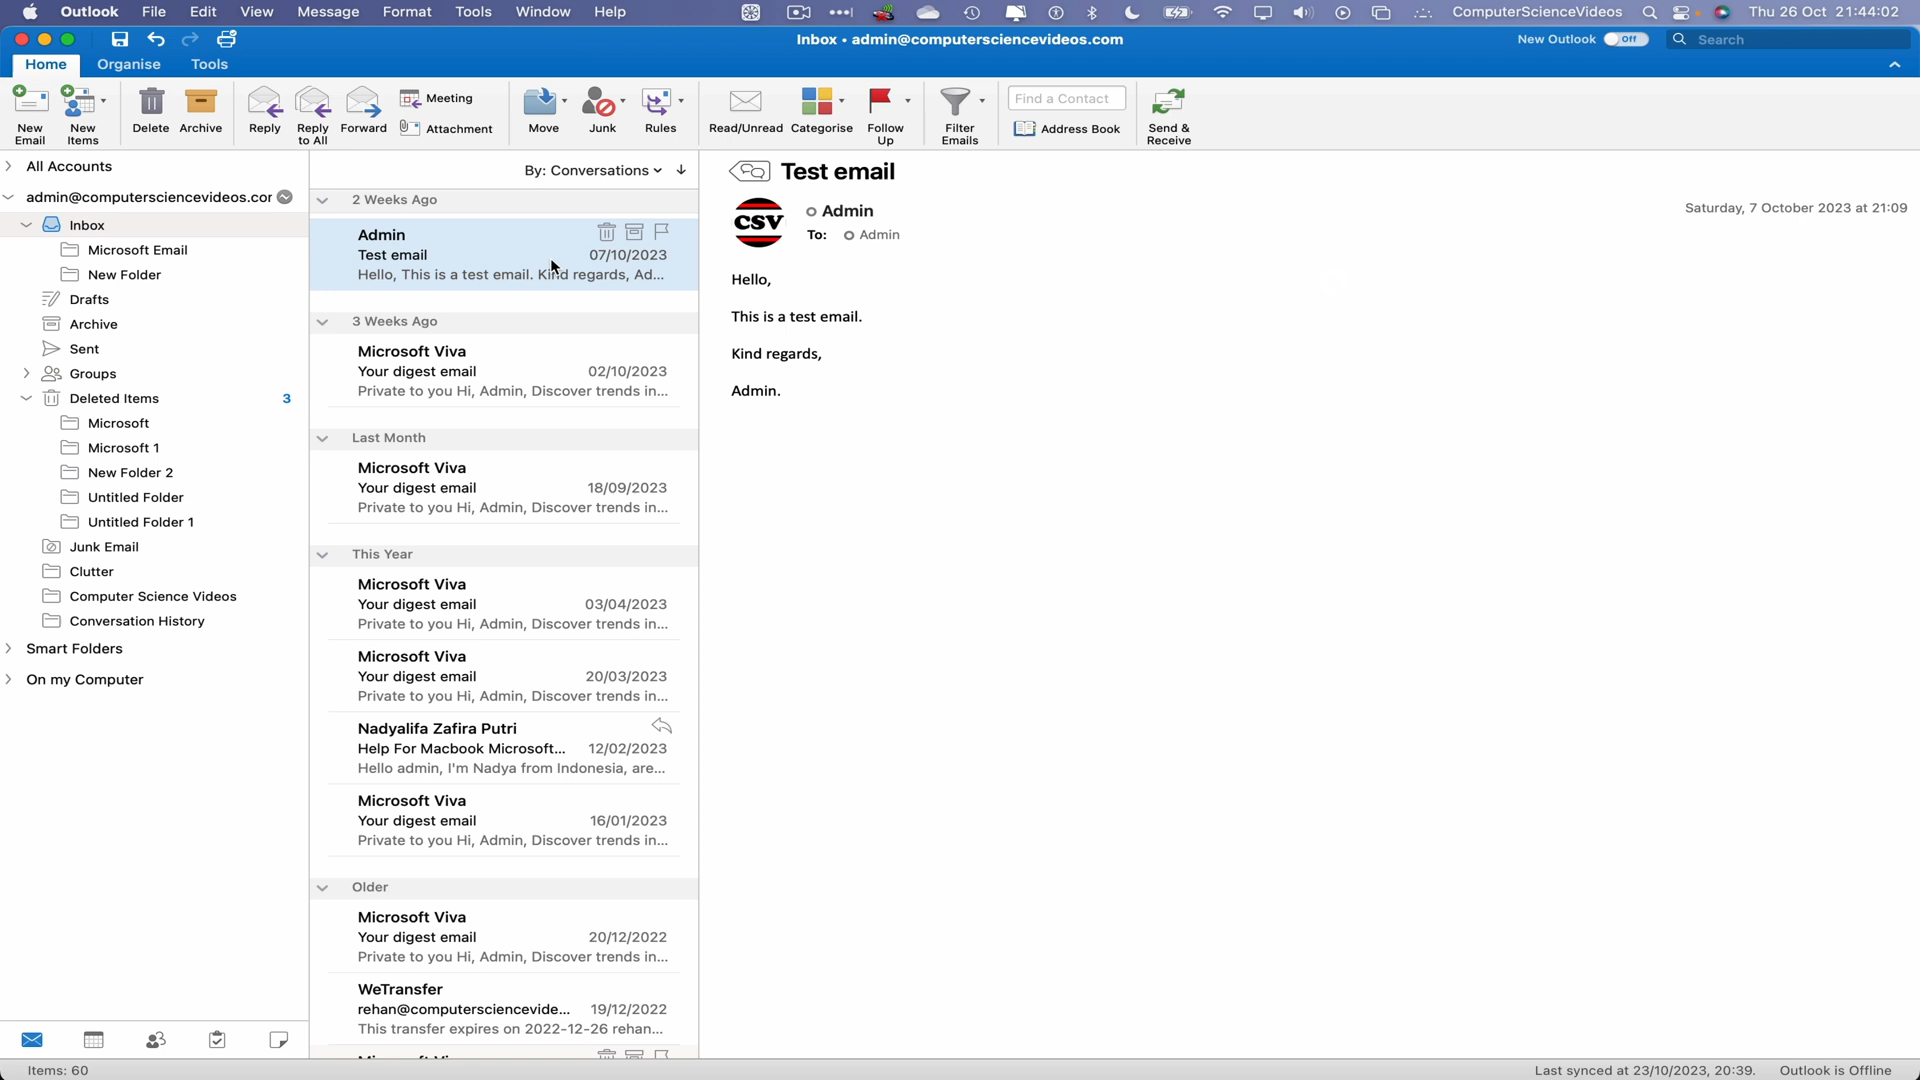 Outlook File Edit View Message Format Tools Window Help ComputerScienceVideos Thu 26 Oct 21:44:02
Inbox • admin@computersciencevideos.com New Outlook Off Search
Home Organise Tools
New Email
New Items
Delete
Archive
Reply
Reply to All
Forward
Meeting
Attachment
Move
Junk
Rules
Read/Unread
Categorise
Follow Up
Filter Emails
Find a Contact
Address Book
Send & Receive
All Accounts
admin@computersciencevideos.cor
Inbox
Microsoft Email
New Folder
Drafts
Archive
Sent
Groups
Deleted Items 3
Microsoft
Microsoft 1
New Folder 2
Untitled Folder
Untitled Folder 1
Junk Email
Clutter
Computer Science Videos
Conversation History
Smart Folders
On my Computer
By: Conversations
2 Weeks Ago
Admin
Test email 07/10/2023
Hello, This is a test email. Kind regards, Ad...
3 Weeks Ago
Microsoft Viva
Your digest email 02/10/2023
Private to you Hi, Admin, Discover trends in...
Last Month
Microsoft Viva
Your digest email 18/09/2023
Private to you Hi, Admin, Discover trends in...
This Year
Microsoft Viva
Your digest email 03/04/2023
Private to you Hi, Admin, Discover trends in...
Microsoft Viva
Your digest email 20/03/2023
Private to you Hi, Admin, Discover trends in...
Nadyalifa Zafira Putri
Help For Macbook Microsoft... 12/02/2023
Hello admin, I'm Nadya from Indonesia, are...
Microsoft Viva
Your digest email 16/01/2023
Private to you Hi, Admin, Discover trends in...
Older
Microsoft Viva
Your digest email 20/12/2022
Private to you Hi, Admin, Discover trends in...
WeTransfer
rehan@computersciencevide... 19/12/2022
This transfer expires on 2022-12-26 rehan...
Test email
CSV
Admin
Saturday, 7 October 2023 at 21:09
To: Admin
Hello,
This is a test email.
Kind regards,
Admin.
Items: 60 Last synced at 23/10/2023, 20:39. Outlook is Offline